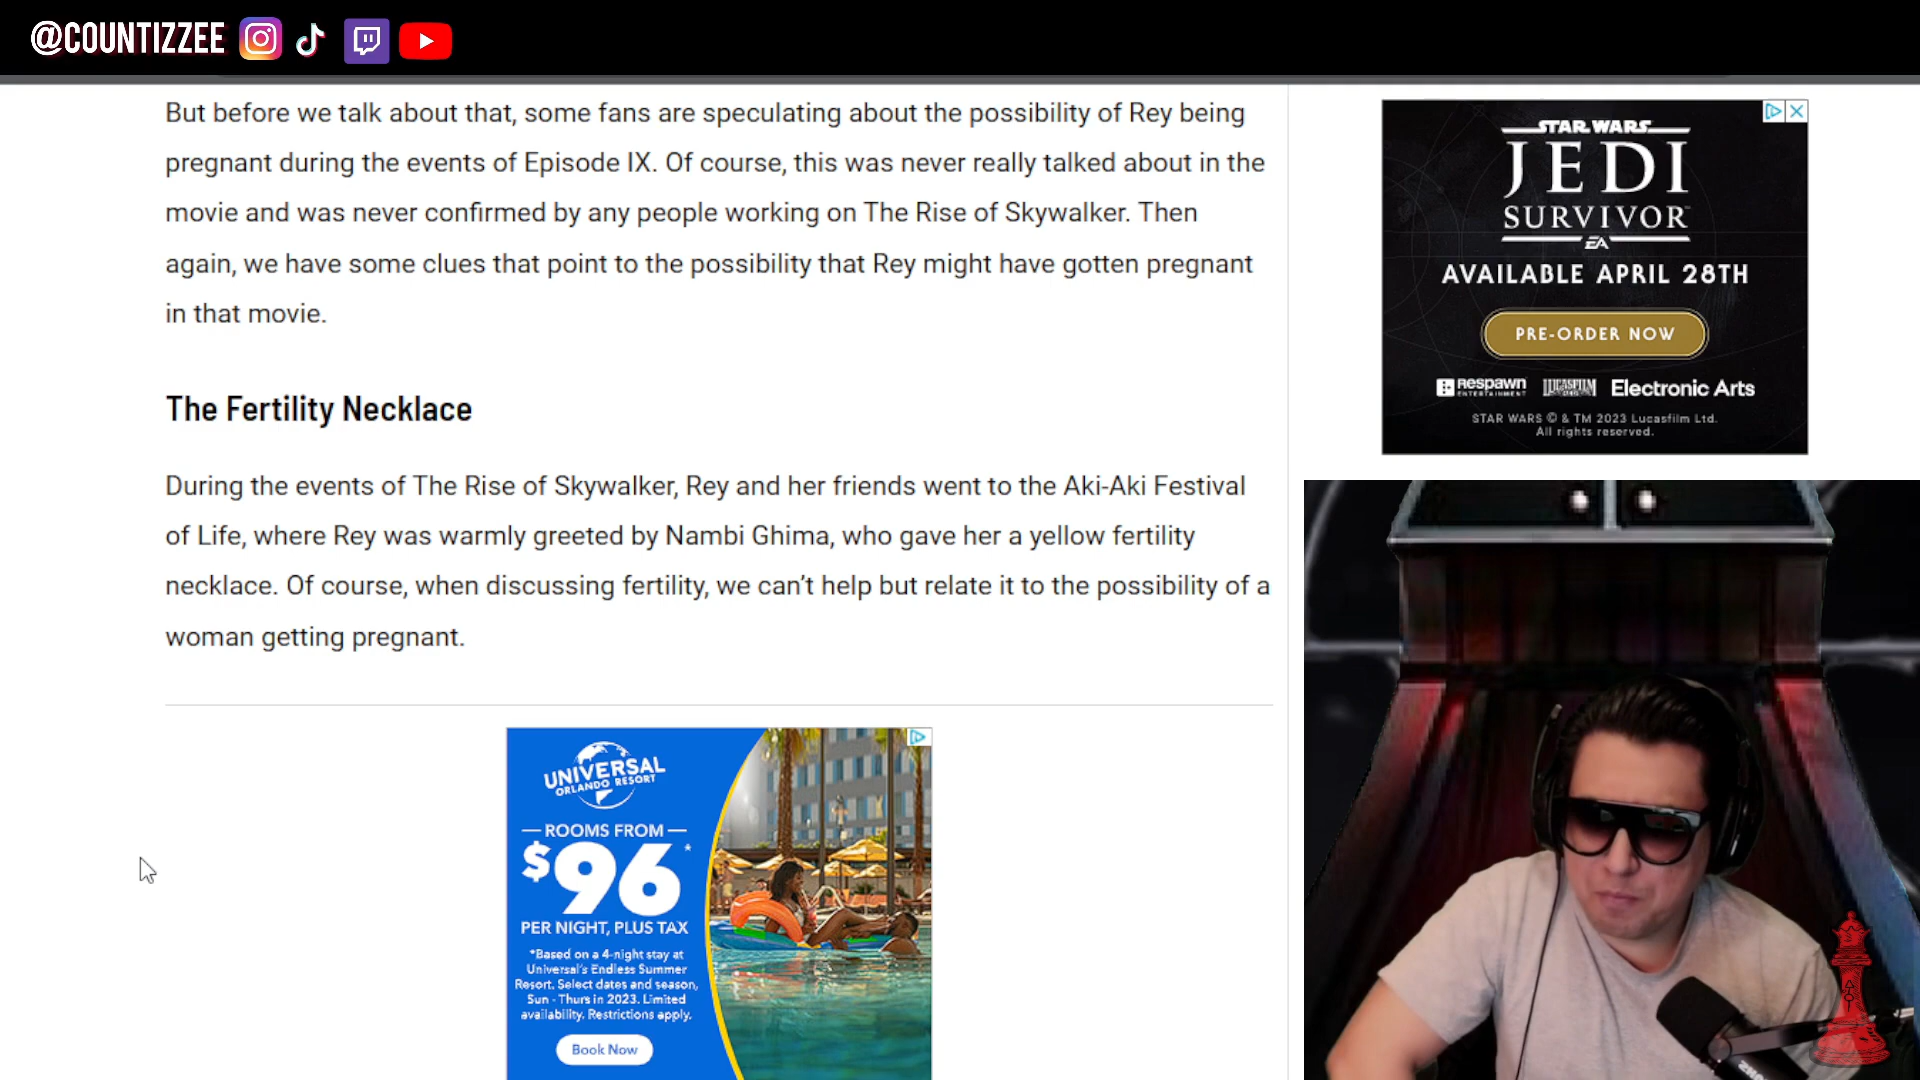 @COUNTIZZEE
But before we talk about that, some fans are speculating about the possibility of Rey being
pregnant during the events of Episode IX. Of course, this was never really talked about in the
movie and was never confirmed by any people working on The Rise of Skywalker. Then
again, we have some clues that point to the possibility that Rey might have gotten pregnant
in that movie.
The Fertility Necklace
During the events of The Rise of Skywalker, Rey and her friends went to the Aki-Aki Festival
of Life, where Rey was warmly greeted by Nambi Ghima, who gave her a yellow fertility
necklace. Of course, when discussing fertility, we can't help but relate it to the possibility of a
woman getting pregnant.
UNIVERSAL
ORLANDO RESORT
— ROOMS FROM —
$96*
PER NIGHT, PLUS TAX
*Based on a 4-night stay at
Universal's Endless Summer
Resort. Select dates and season,
Sun - Thurs in 2023. Limited
availability. Restrictions apply.
Book Now
STAR WARS
JEDI
SURVIVOR™
EA
AVAILABLE APRIL 28TH
PRE-ORDER NOW
Respawn
ENTERTAINMENT
LUCASFILM
Electronic Arts
STAR WARS © & TM 2023 Lucasfilm Ltd.
All rights reserved.